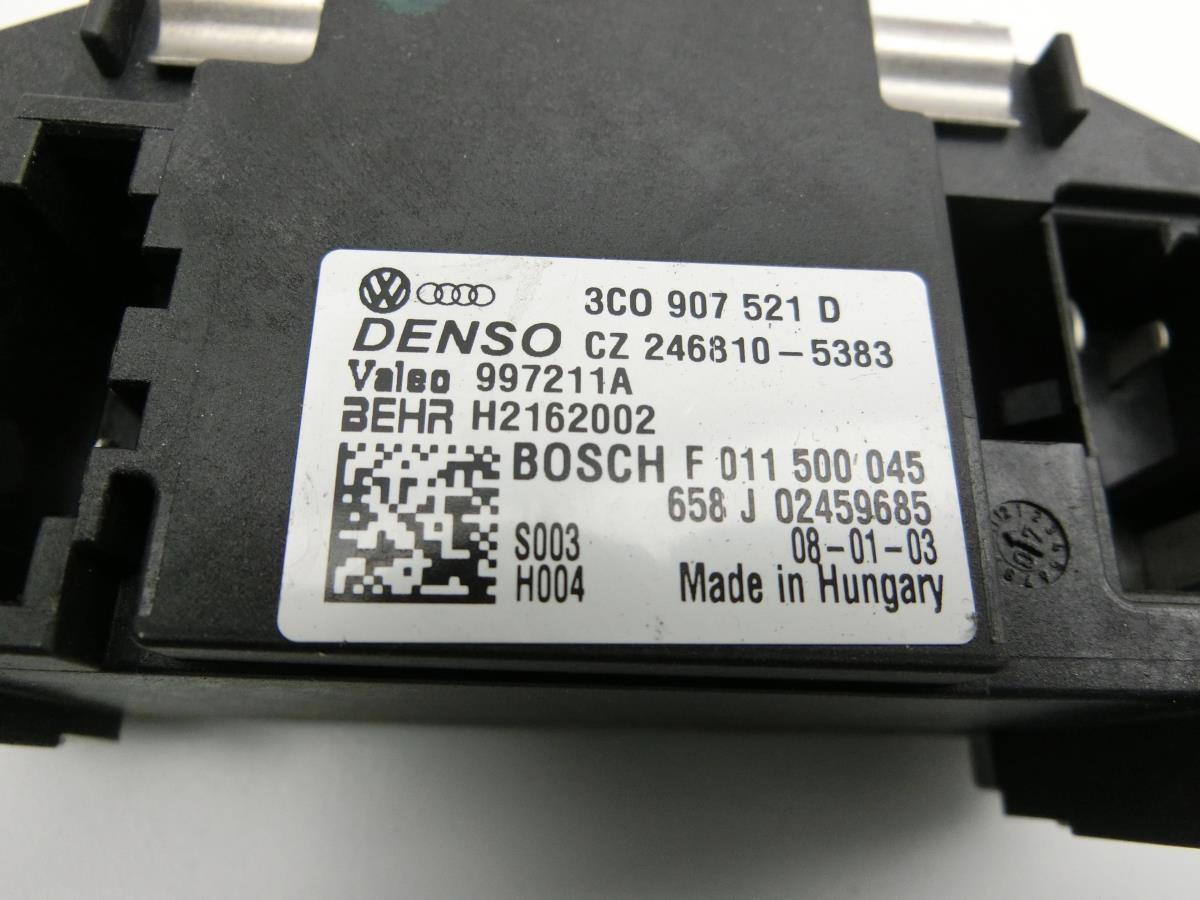 3C0 907 521 D
DENSO CZ 246810-5383
Valeo 997211A
BEHR H2162002
BOSCH F 011 500 045
658 J 02459685
S003 08-01-03
H004 Made in Hungary